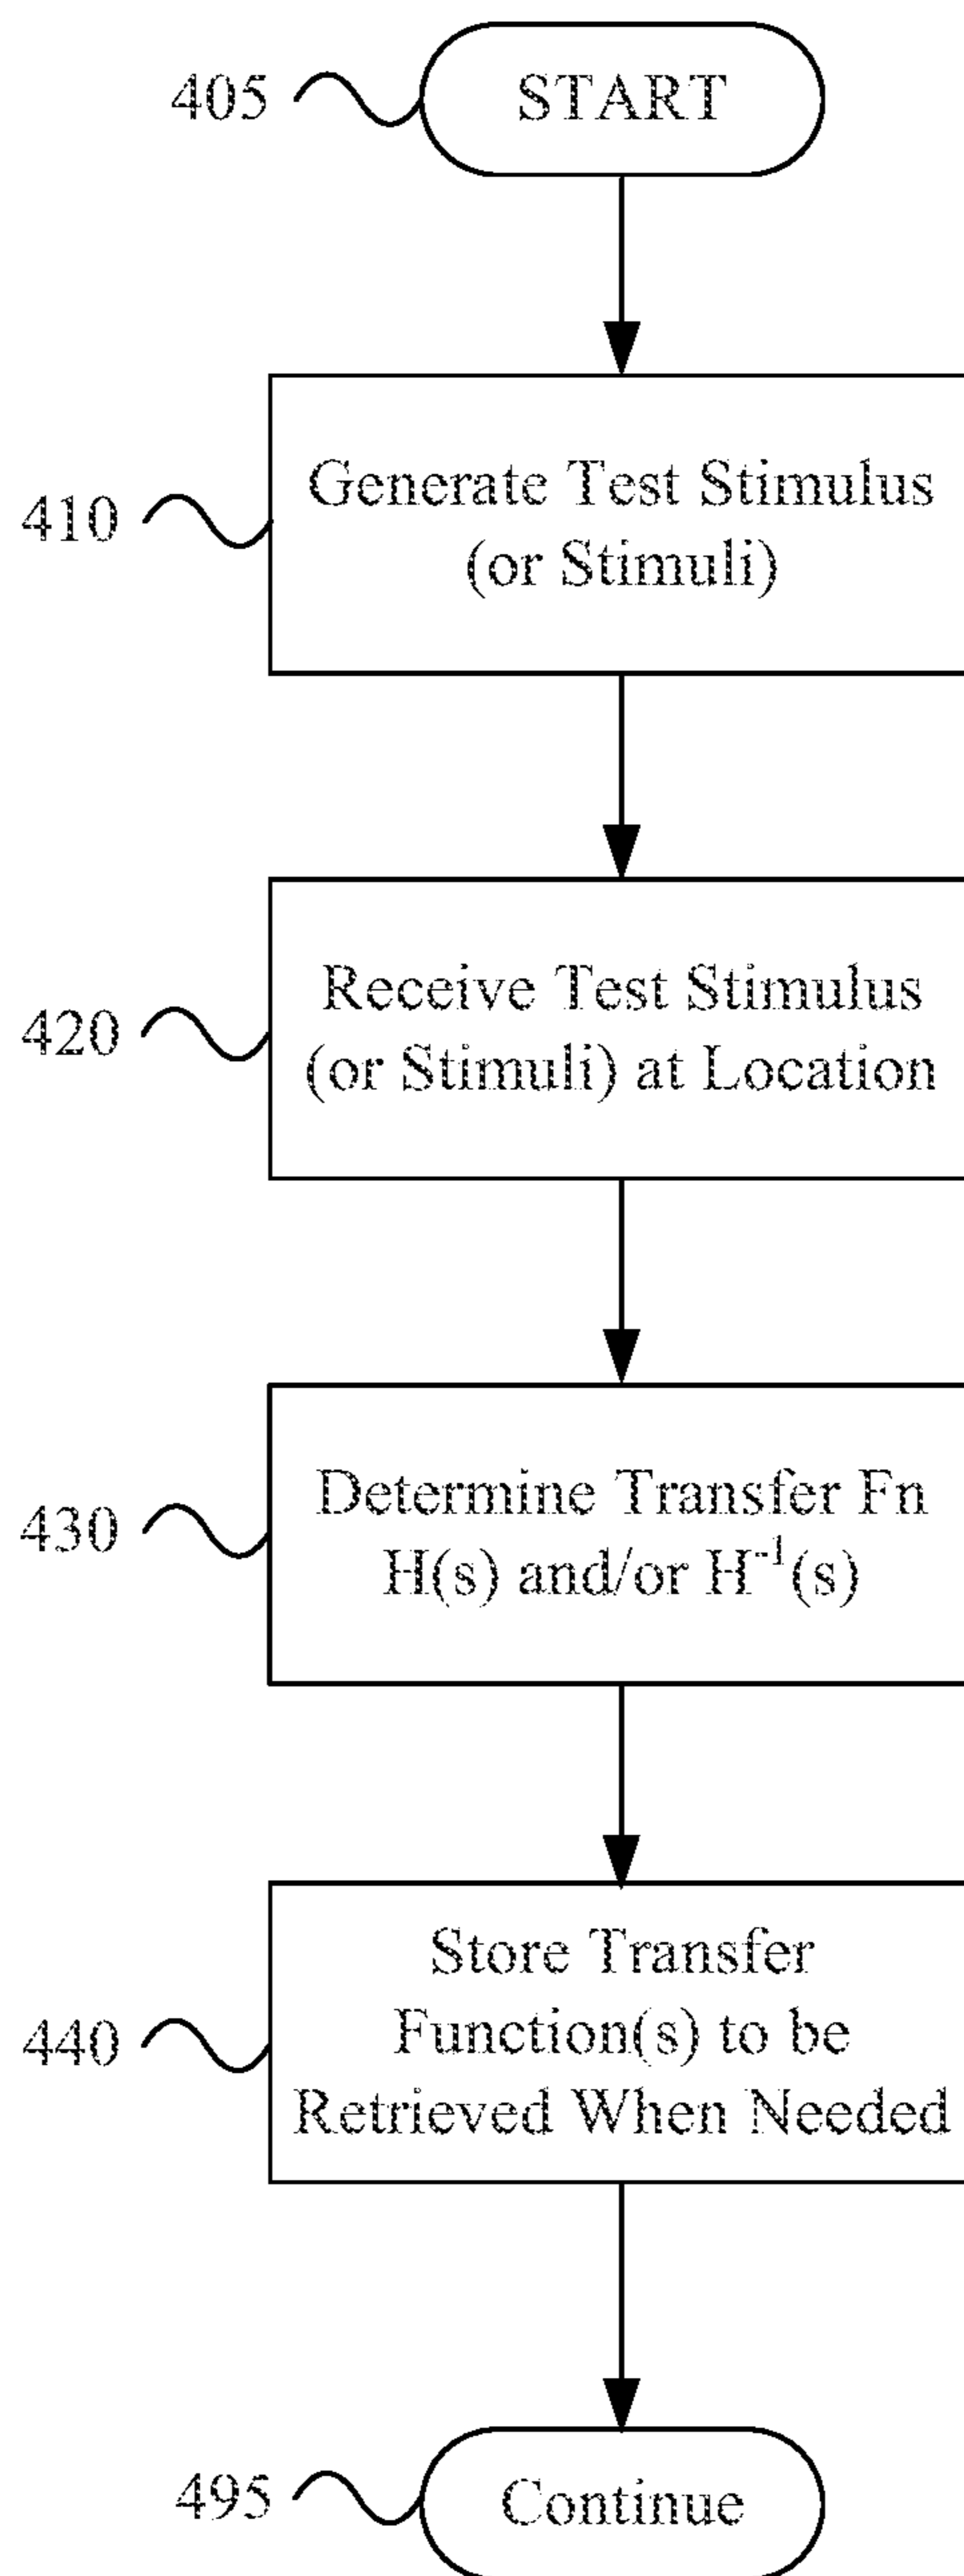 405 START
410 Generate Test Stimulus
(or Stimuli)
420 Receive Test Stimulus
(or Stimuli) at Location
430 Determine Transfer Fn
H(s) and/or H⁻¹(s)
440 Store Transfer
Function(s) to be
Retrieved When Needed
495 Continue